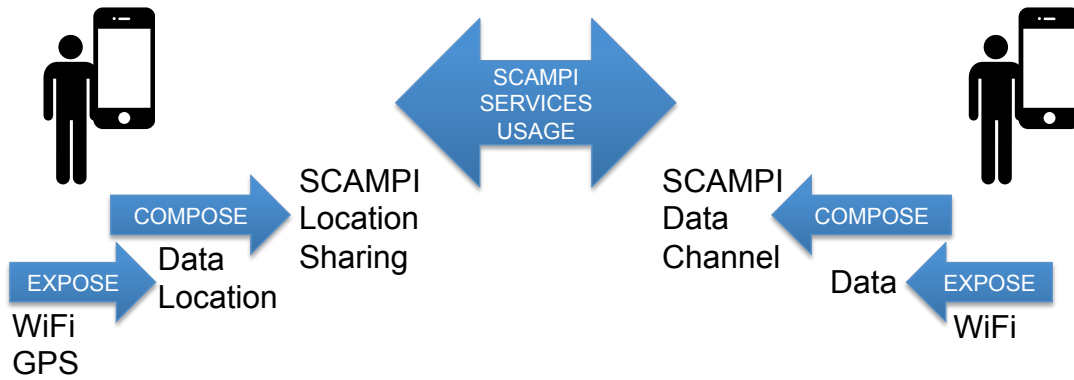 SCAMPI
SERVICES
USAGE
SCAMPI
Location
Sharing
SCAMPI
Data
Channel
COMPOSE
COMPOSE
Data
Location
Data
EXPOSE
EXPOSE
WiFi
GPS
WiFi